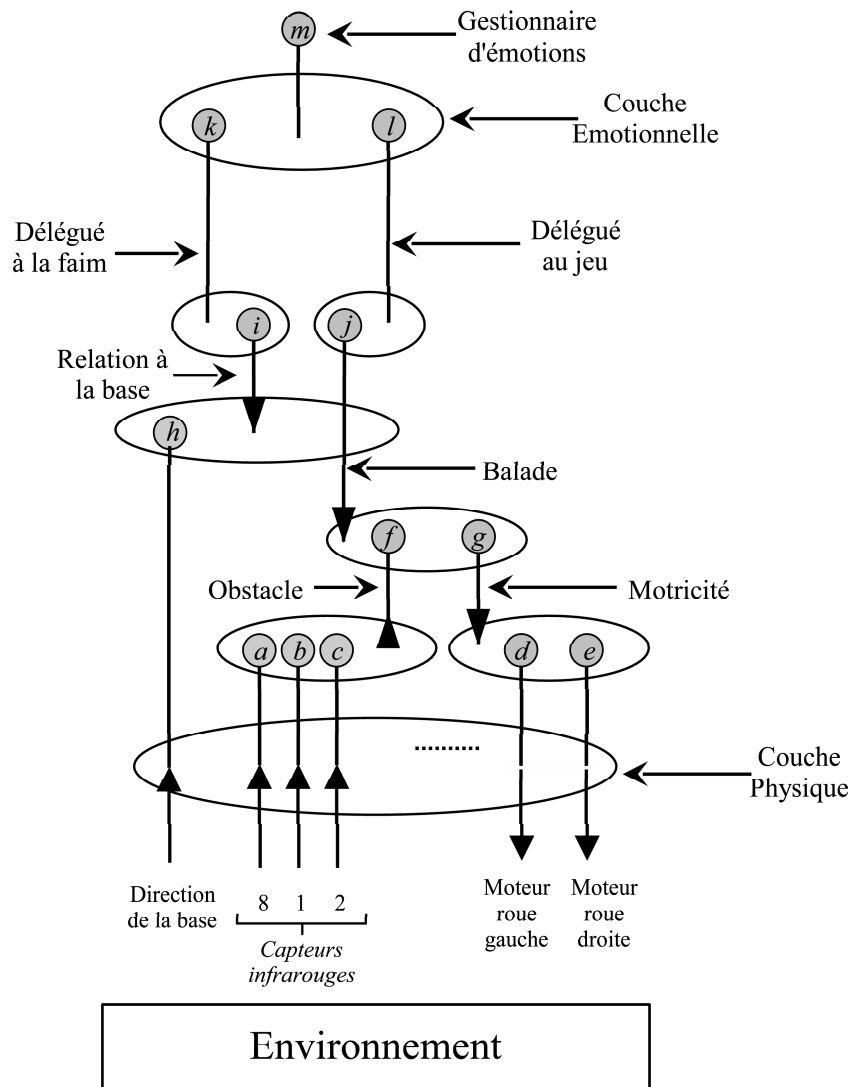 m
Gestionnaire
d'émotions
k
l
Couche
Emotionnelle
Délégué
à la faim
Délégué
au jeu
i
j
Relation à
la base
h
Balade
f
g
Obstacle
Motricité
a
b
c
d
e
..........
Couche
Physique
Direction
de la base
8 1 2
Capteurs
infrarouges
Moteur
roue
gauche
Moteur
roue
droite
Environnement